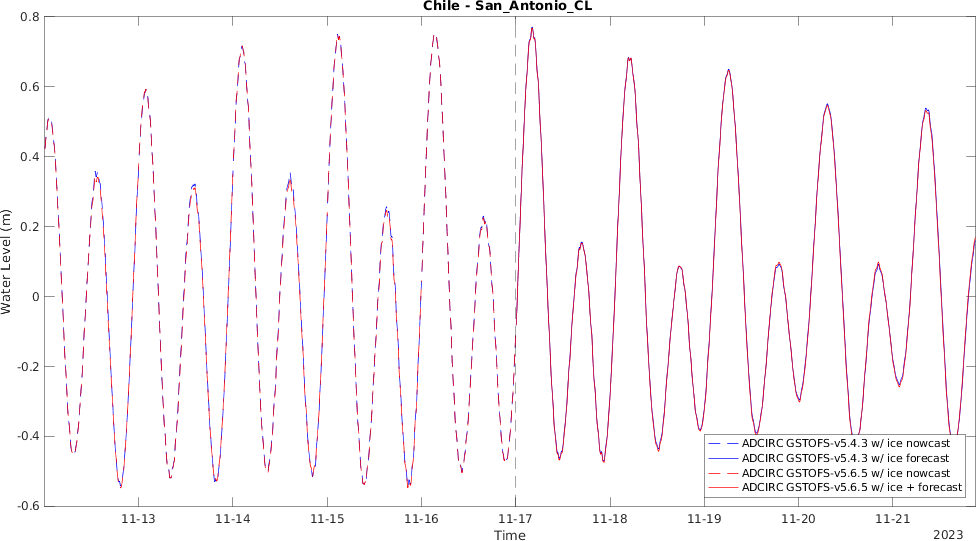 Chile - San_Antonio_CL
0.8
0.6
0.4
0.2
0
-0.2
-0.4
-0.6
Water Level (m)
ADCIRC GSTOFS-v5.4.3 w/ ice nowcast
ADCIRC GSTOFS-v5.4.3 w/ ice forecast
ADCIRC GSTOFS-v5.6.5 w/ ice nowcast
ADCIRC GSTOFS-v5.6.5 w/ ice + forecast
11-13 11-14 11-15 11-16 11-17 11-18 11-19 11-20 11-21
Time
2023